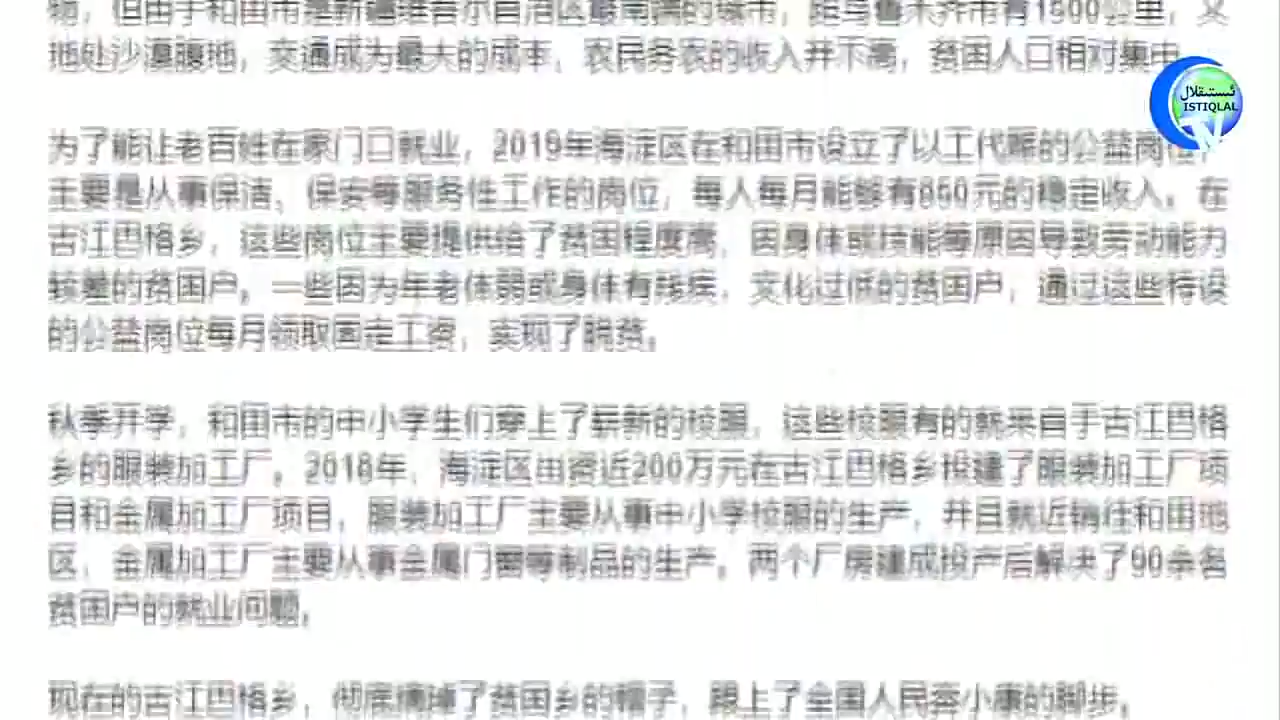 物，但由于和田市是新疆维吾尔自治区最南端的城市，距乌鲁木齐市有1500公里，又
地处沙漠腹地，交通成为最大的成本，农民务农的收入并不高，贫困人口相对集中。
ئىستىقلال
ISTIQLAL
TV
为了能让老百姓在家门口就业，2019年海淀区在和田市设立了以工代赈的公益岗位，
主要是从事保洁、保安等服务性工作的岗位，每人每月能够有860元的稳定收入。在
古江巴格乡，这些岗位主要提供给了贫困程度高，因身体或技能等原因导致劳动能力
较差的贫困户。一些因为年老体弱或身体有残疾，文化过低的贫困户，通过这些特设
的公益岗位每月领取固定工资，实现了脱贫。
秋季开学，和田市的中小学生们穿上了崭新的校服，这些校服有的就来自于古江巴格
乡的服装加工厂。2018年，海淀区出资近200万元在古江巴格乡投建了服装加工厂项
目和金属加工厂项目，服装加工厂主要从事中小学校服的生产，并且就近销往和田地
区，金属加工厂主要从事金属门窗等制品的生产。两个厂房建成投产后解决了90余名
贫困户的就业问题。
现在的古江巴格乡，彻底摘掉了贫困乡的帽子，跟上了全国人民奔小康的脚步。